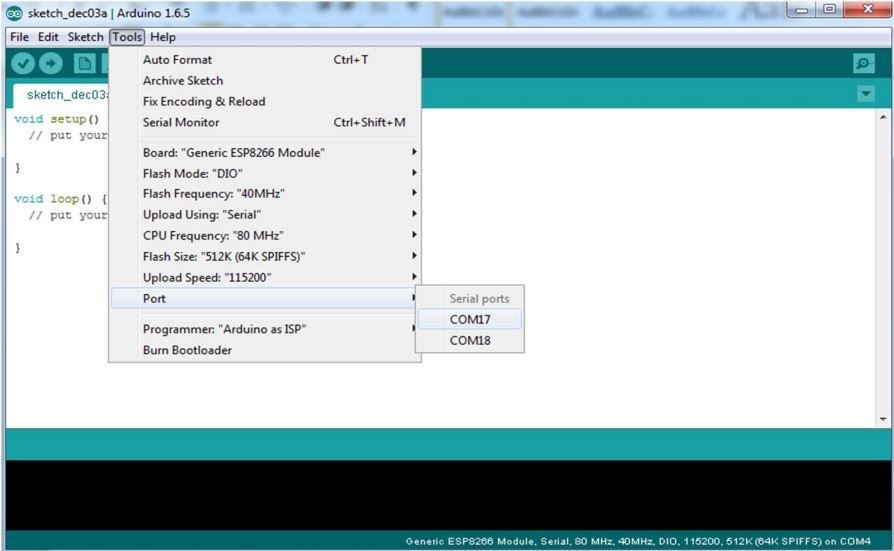 sketch_dec03a | Arduino 1.6.5
File Edit Sketch Tools Help
sketch_dec03
Auto Format Ctrl+T
Archive Sketch
Fix Encoding & Reload
Serial Monitor Ctrl+Shift+M
Board: "Generic ESP8266 Module"
Flash Mode: "DIO"
Flash Frequency: "40MHz"
Upload Using: "Serial"
CPU Frequency: "80 MHz"
Flash Size: "512K (64K SPIFFS)"
Upload Speed: "115200"
Port
Programmer: "Arduino as ISP"
Burn Bootloader
Serial ports
COM17
COM18
void setup()
// put your
}
void loop() {
// put your
}
Generic ESP8266 Module, Serial, 80 MHz, 40MHz, DIO, 115200, 512K (64K SPIFFS) on COM4